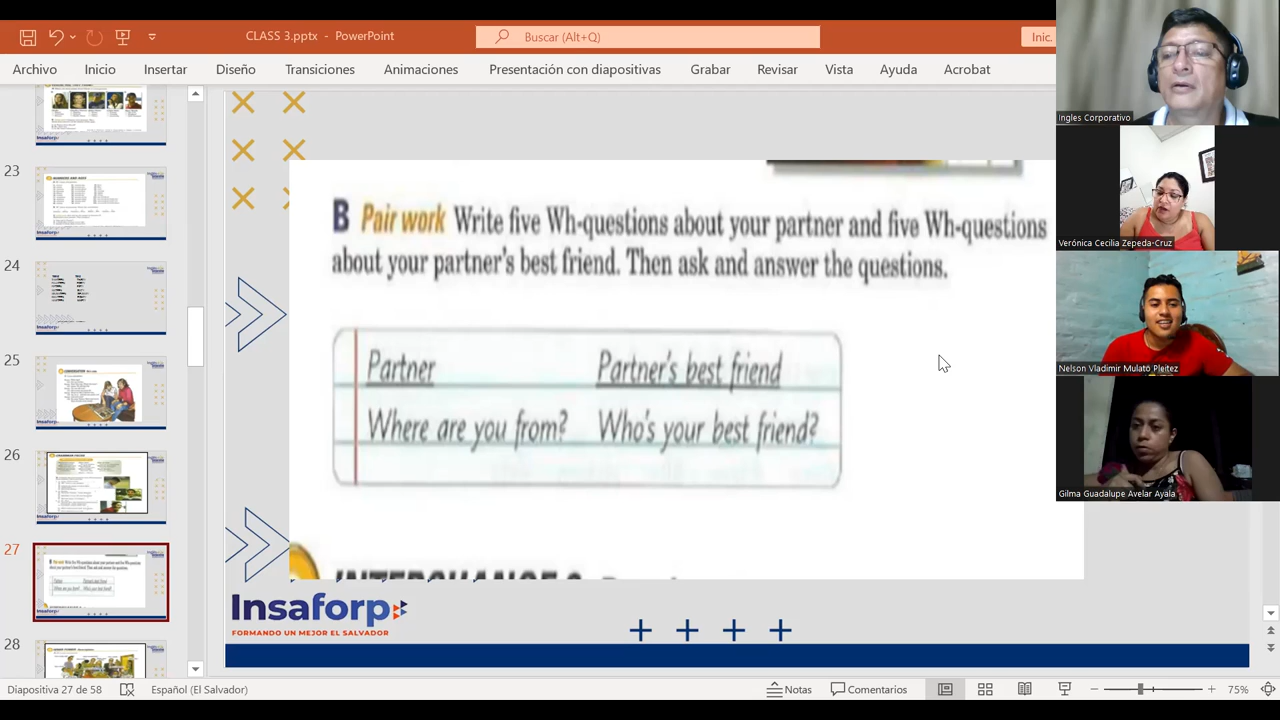 CLASS 3.pptx - PowerPoint
Buscar (Alt+Q)
Inic.
Archivo Inicio Insertar Diseño Transiciones Animaciones Presentación con diapositivas Grabar Revisar Vista Ayuda Acrobat
23
24
25
26
27
28
Insaforp
B Pair work Write five Wh-questions about your partner and five Wh-questions
about your partner's best friend. Then ask and answer the questions.
Partner Partner's best friend
Where are you from? Who's your best friend?
Insaforp
FORMANDO UN MEJOR EL SALVADOR
Ingles Corporativo
Verónica Cecilia Zepeda-Cruz
Nelson Vladimir Mulato Pleitez
Gilma Guadalupe Avelar Ayala
Diapositiva 27 de 58 Español (El Salvador) Notas Comentarios 75%